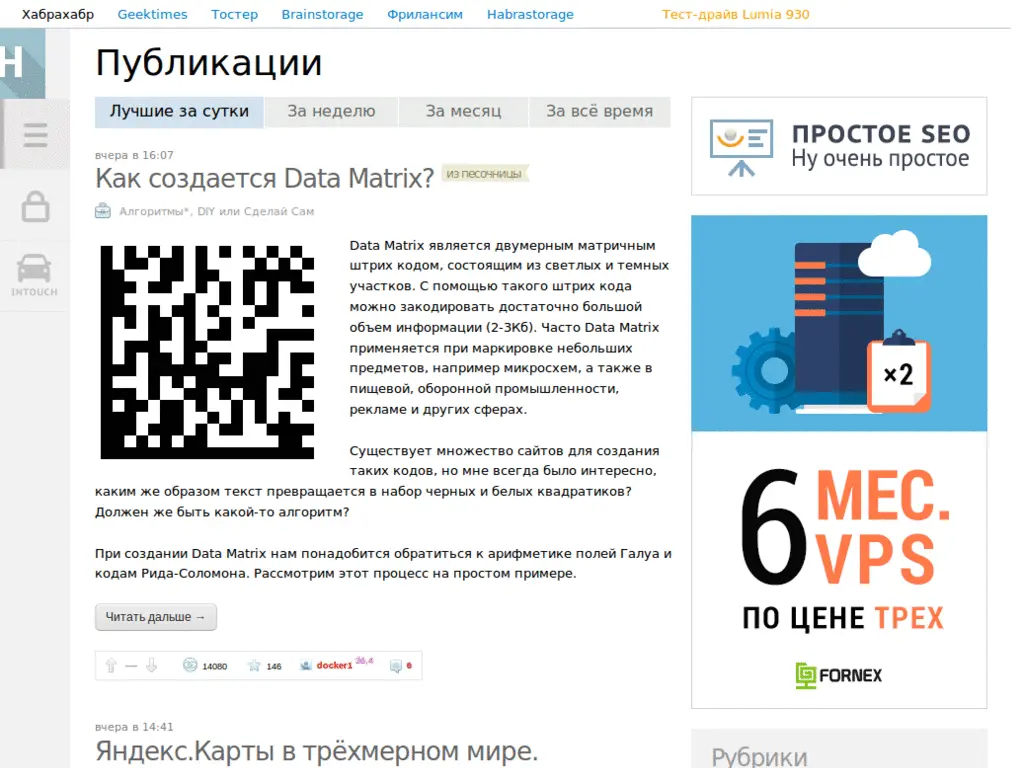 Хабрахабр Geektimes Тостер Brainstorage Фрилансим Habrastorage Тест-драйв Lumia 930
H
Публикации
Лучшие за сутки За неделю За месяц За всё время
вчера в 16:07
Как создается Data Matrix? из песочницы
Алгоритмы*, DIY или Сделай Сам
Data Matrix является двумерным матричным
штрих кодом, состоящим из светлых и темных
участков. С помощью такого штрих кода
можно закодировать достаточно большой
объем информации (2-3Кб). Часто Data Matrix
применяется при маркировке небольших
предметов, например микросхем, а также в
пищевой, оборонной промышленности,
рекламе и других сферах.
Существует множество сайтов для создания
таких кодов, но мне всегда было интересно,
каким же образом текст превращается в набор черных и белых квадратиков?
Должен же быть какой-то алгоритм?
При создании Data Matrix нам понадобится обратиться к арифметике полей Галуа и
кодам Рида-Соломона. Рассмотрим этот процесс на простом примере.
Читать дальше →
— 14080 146 docker1 36,4 6
вчера в 14:41
Яндекс.Карты в трёхмерном мире.
INTOUCH
ПРОСТОЕ SEO
Ну очень простое
×2
6 МЕС.
VPS
ПО ЦЕНЕ ТРЕХ
FORNEX
Рубрики